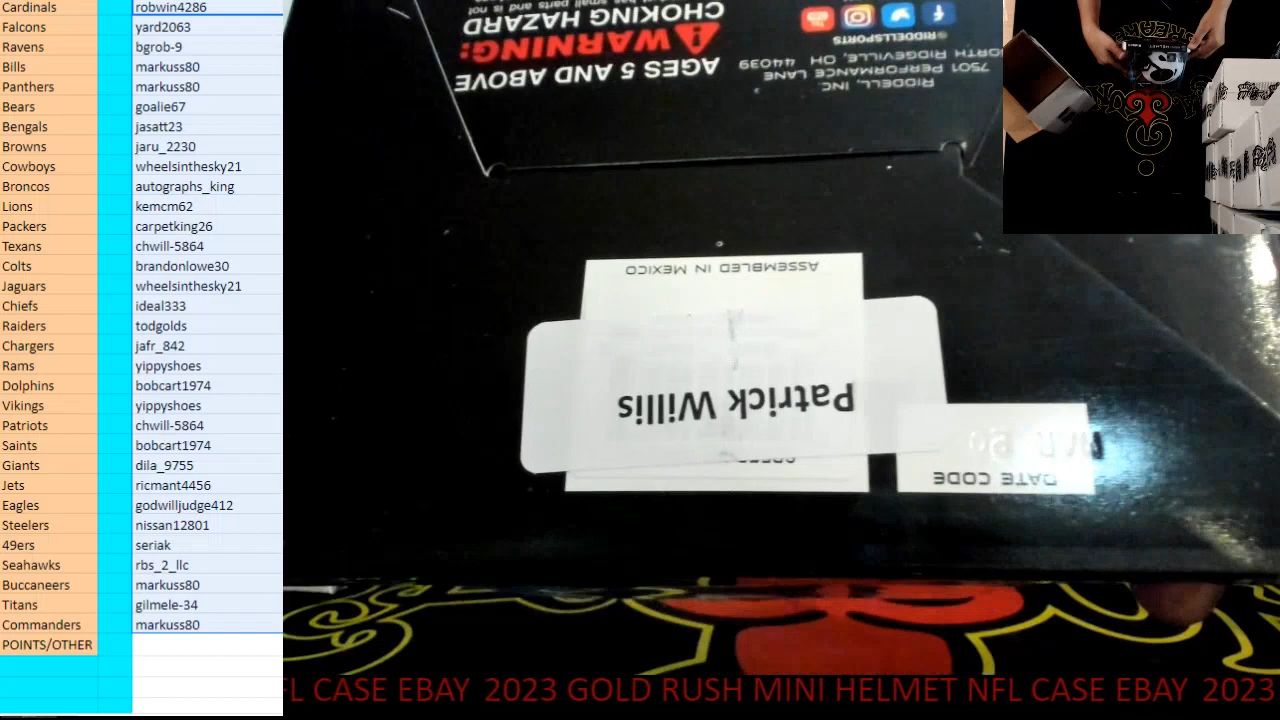 Cardinals robwin4286
Falcons yard2063
Ravens bgrob-9
Bills markuss80
Panthers markuss80
Bears goalie67
Bengals jasatt23
Browns jaru_2230
Cowboys wheelsinthesky21
Broncos autographs_king
Lions kemcm62
Packers carpetking26
Texans chwill-5864
Colts brandonlowe30
Jaguars wheelsinthesky21
Chiefs ideal333
Raiders todgolds
Chargers jafr_842
Rams yippyshoes
Dolphins bobcart1974
Vikings yippyshoes
Patriots chwill-5864
Saints bobcart1974
Giants dila_9755
Jets ricmant4456
Eagles godwilljudge412
Steelers nissan12801
49ers seriak
Seahawks rbs_2_llc
Buccaneers markuss80
Titans gilmele-34
Commanders markuss80
POINTS/OTHER
AGES 5 AND ABOVE
WARNING:
CHOKING HAZARD
small parts and is not
RIDDELL, INC
7501 PERFORMANCE LANE
NORTH RIDGEVILLE, OH 44039
@RIDDELLSPORTS
DATE CODE
Patrick Willis
ASSEMBLED IN MEXICO
FL CASE EBAY 2023 GOLD RUSH MINI HELMET NFL CASE EBAY 2023